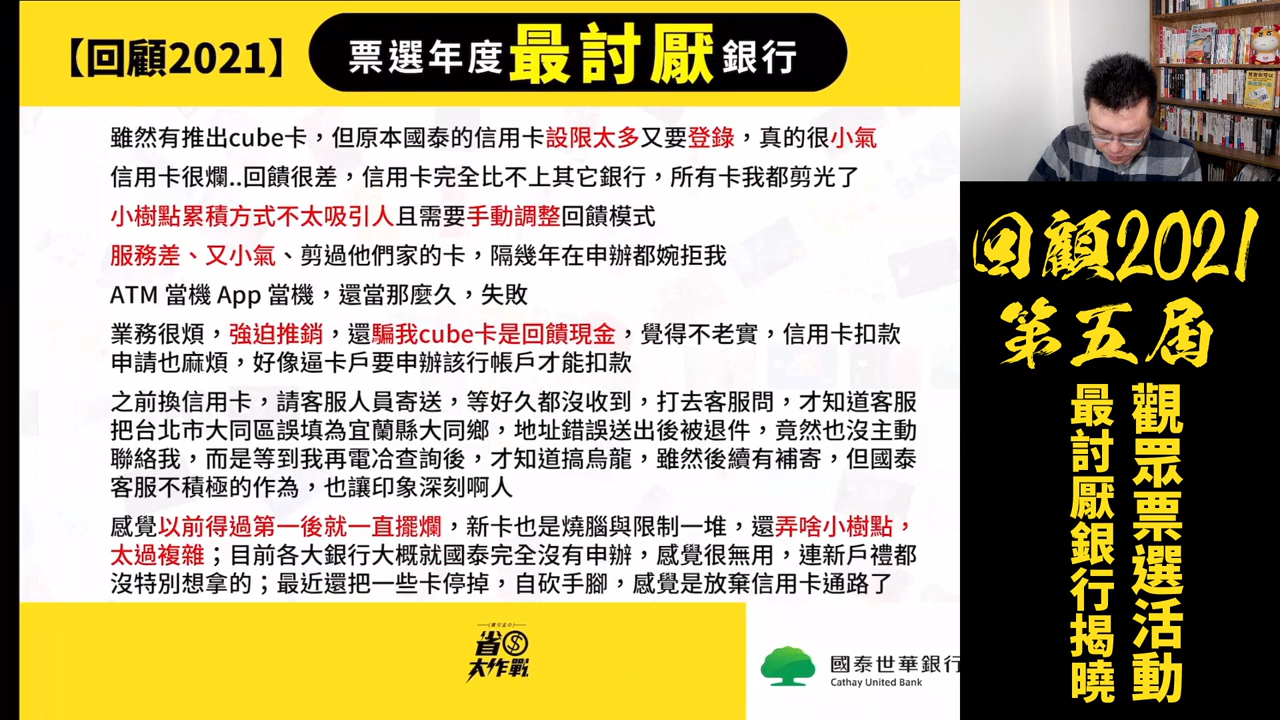 【回顧2021】
票選年度最討厭銀行
雖然有推出cube卡，但原本國泰的信用卡設限太多又要登錄，真的很小氣
信用卡很爛..回饋很差，信用卡完全比不上其它銀行，所有卡我都剪光了
小樹點累積方式不太吸引人且需要手動調整回饋模式
服務差、又小氣、剪過他們家的卡，隔幾年在申辦都婉拒我
ATM 當機 App 當機，還當那麼久，失敗
業務很煩，強迫推銷，還騙我cube卡是回饋現金，覺得不老實，信用卡扣款
申請也麻煩，好像逼卡戶要申辦該行帳戶才能扣款
之前換信用卡，請客服人員寄送，等好久都沒收到，打去客服問，才知道客服
把台北市大同區誤填為宜蘭縣大同鄉，地址錯誤送出後被退件，竟然也沒主動
聯絡我，而是等到我再電洽查詢後，才知道搞烏龍，雖然後續有補寄，但國泰
客服不積極的作為，也讓印象深刻啊人
感覺以前得過第一後就一直擺爛，新卡也是燒腦與限制一堆，還弄啥小樹點，
太過複雜；目前各大銀行大概就國泰完全沒有申辦，感覺很無用，連新戶禮都
沒特別想拿的；最近還把一些卡停掉，自砍手腳，感覺是放棄信用卡通路了
省
大作戰
國泰世華銀行
Cathay United Bank
回顧2021
第五屆
觀眾票選活動
最討厭銀行揭曉